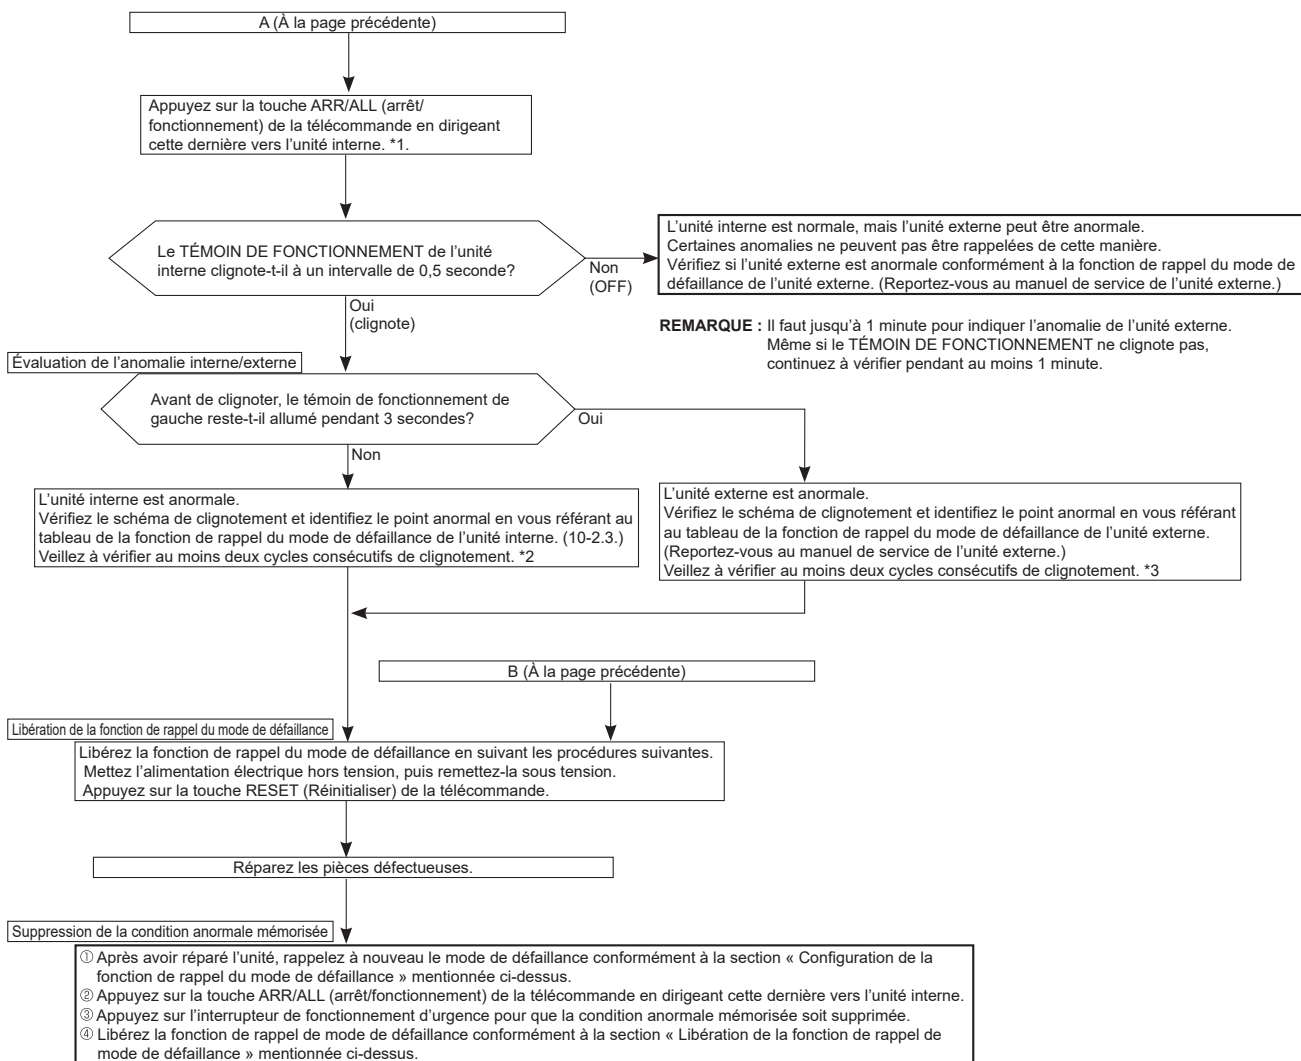 A (À la page précédente)
Appuyez sur la touche ARR/ALL (arrêt/
fonctionnement) de la télécommande en dirigeant
cette dernière vers l'unité interne. *1.
Le TÉMOIN DE FONCTIONNEMENT de l'unité
interne clignote-t-il à un intervalle de 0,5 seconde?
Non
(OFF)
L'unité interne est normale, mais l'unité externe peut être anormale.
Certaines anomalies ne peuvent pas être rappelées de cette manière.
Vérifiez si l'unité externe est anormale conformément à la fonction de rappel du mode de
défaillance de l'unité externe. (Reportez-vous au manuel de service de l'unité externe.)
Oui
(clignote)
REMARQUE : Il faut jusqu'à 1 minute pour indiquer l'anomalie de l'unité externe.
Même si le TÉMOIN DE FONCTIONNEMENT ne clignote pas,
continuez à vérifier pendant au moins 1 minute.
Évaluation de l'anomalie interne/externe
Avant de clignoter, le témoin de fonctionnement de
gauche reste-t-il allumé pendant 3 secondes?
Oui
Non
L'unité interne est anormale.
Vérifiez le schéma de clignotement et identifiez le point anormal en vous référant au
tableau de la fonction de rappel du mode de défaillance de l'unité interne. (10-2.3.)
Veillez à vérifier au moins deux cycles consécutifs de clignotement. *2
L'unité externe est anormale.
Vérifiez le schéma de clignotement et identifiez le point anormal en vous référant
au tableau de la fonction de rappel du mode de défaillance de l'unité externe.
(Reportez-vous au manuel de service de l'unité externe.)
Veillez à vérifier au moins deux cycles consécutifs de clignotement. *3
B (À la page précédente)
Libération de la fonction de rappel du mode de défaillance
Libérez la fonction de rappel du mode de défaillance en suivant les procédures suivantes.
Mettez l'alimentation électrique hors tension, puis remettez-la sous tension.
Appuyez sur la touche RESET (Réinitialiser) de la télécommande.
Réparez les pièces défectueuses.
Suppression de la condition anormale mémorisée
① Après avoir réparé l'unité, rappelez à nouveau le mode de défaillance conformément à la section « Configuration de la
fonction de rappel du mode de défaillance » mentionnée ci-dessus.
② Appuyez sur la touche ARR/ALL (arrêt/fonctionnement) de la télécommande en dirigeant cette dernière vers l'unité interne.
③ Appuyez sur l'interrupteur de fonctionnement d'urgence pour que la condition anormale mémorisée soit supprimée.
④ Libérez la fonction de rappel de mode de défaillance conformément à la section « Libération de la fonction de rappel de
mode de défaillance » mentionnée ci-dessus.